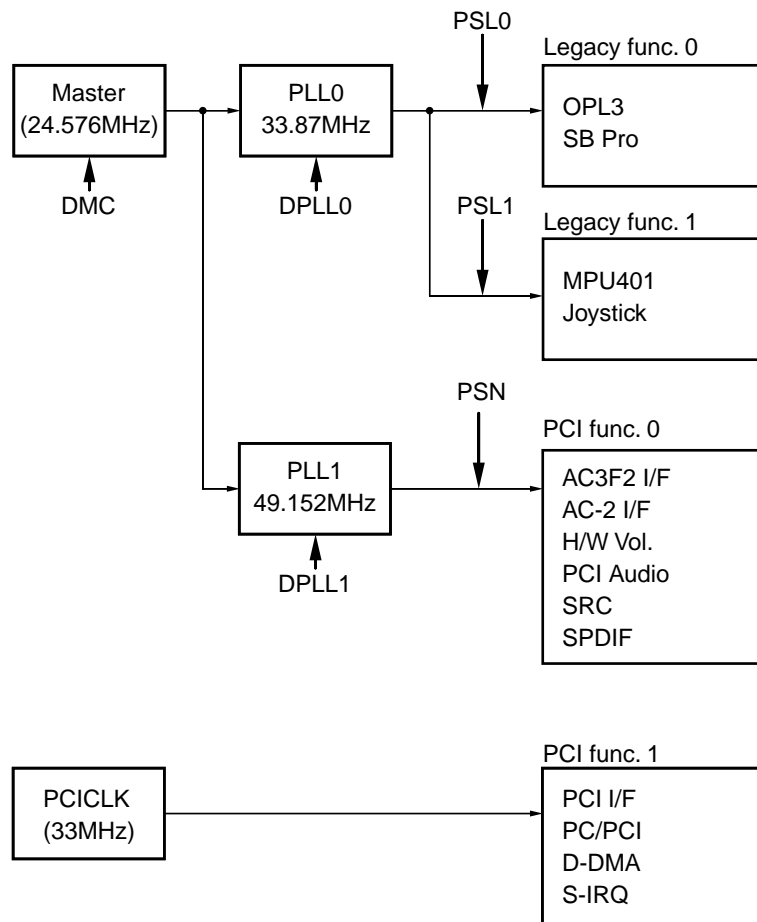 PSL0
Legacy func. 0
Master
(24.576MHz)
PLL0
33.87MHz
OPL3
SB Pro
DMC
DPLL0
PSL1
Legacy func. 1
MPU401
Joystick
PSN
PCI func. 0
PLL1
49.152MHz
AC3F2 I/F
AC-2 I/F
H/W Vol.
PCI Audio
SRC
SPDIF
DPLL1
PCI func. 1
PCICLK
(33MHz)
PCI I/F
PC/PCI
D-DMA
S-IRQ